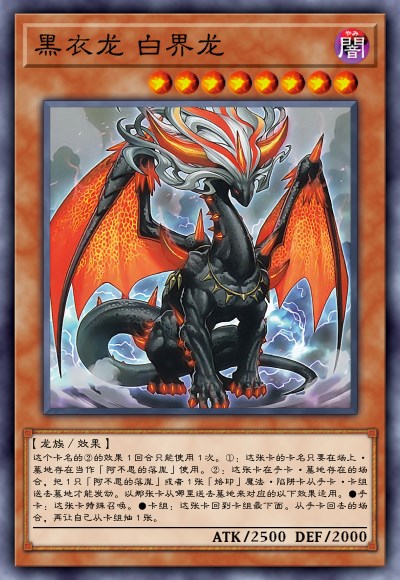 黑衣龙 白界龙
やみ
闇
【龙族／效果】
这个卡名的②的效果1回合只能使用1次。①：这张卡的卡名只要在场上·
墓地存在当作「阿不思的落胤」使用。②：这张卡在手卡·墓地存在的场
合，把1只「阿不思的落胤」或者1张「烙印」魔法·陷阱卡从手卡·卡组
送去墓地才能发动。以那张卡从哪里送去墓地来对应的以下效果适用。●手
卡：这张卡特殊召唤。●卡组：这张卡回到卡组最下面。从手卡回去的场
合，再让自己从卡组抽1张。
ATK/2500 DEF/2000